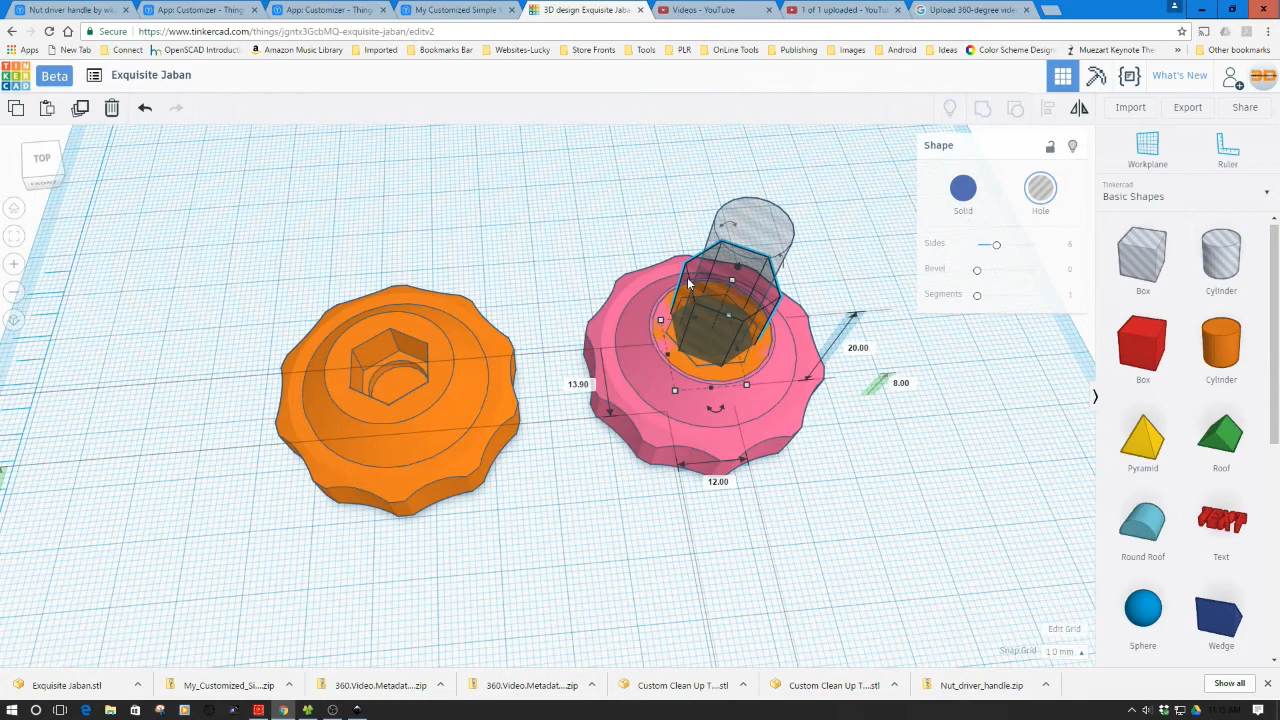 Nut driver handle by wik
App: Customizer - Thing
App: Customizer - Thing
My Customized Simple
3D design Exquisite Jaba
Videos - YouTube
1 of 1 uploaded - YouTu
Upload 360-degree vide
Secure
https://www.tinkercad.com/things/jgntx3GcbMQ-exquisite-jaban/editv2
Apps
New Tab
Connect
OpenSCAD Introducti
Amazon Music
Imported
Websites-Lucky
Store Fronts
Tools
PLR
OnLine Tools
Publishing
Images
Android
Ideas
Color Scheme
Muezart Keynote The
Other bookmarks
TIN
KER
CAD
Beta
Exquisite Jaban
What's New
Import
Export
Share
TOP
Shape
Solid
Hole
Sides
6
Bevel
0
Segments
1
Workplane
Ruler
Tinkercad
Basic Shapes
Box
Cylinder
Box
Cylinder
Pyramid
Roof
Round Roof
TEXT
Text
Sphere
Wedge
20.00
13.90
8.00
12.00
Edit Grid
Snap Grid
1.0 mm
Exquisite Jaban.stl
My_Customized_Si....zip
360.Video.Metadat....zip
360.Video.Metadat....zip
Custom Clean Up T....stl
Custom Clean Up T....stl
Nut_driver_handle.zip
Show all